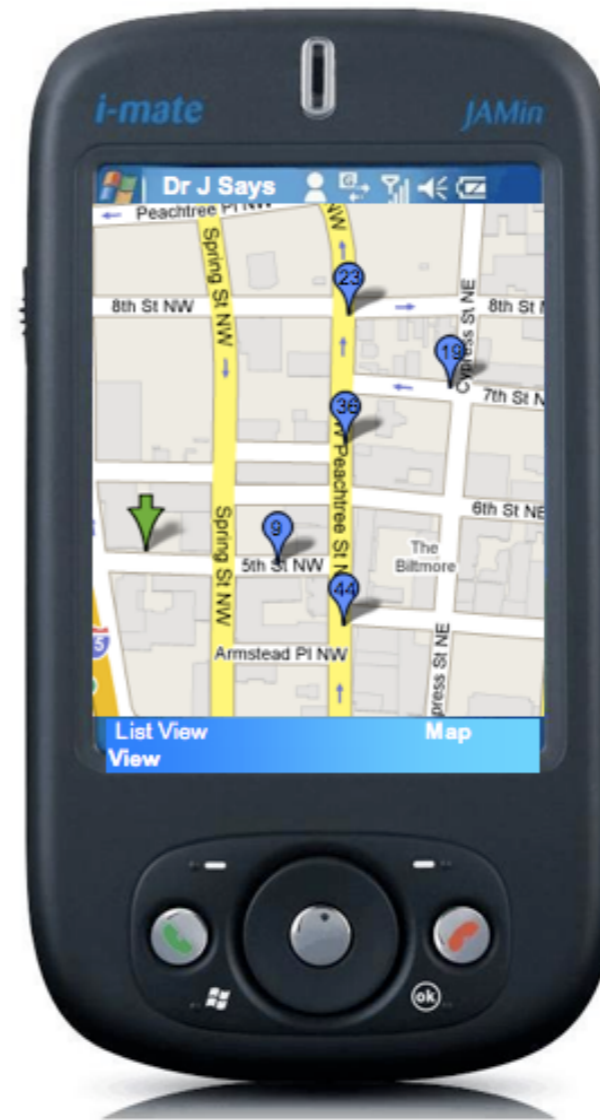 i-mate JAMin
Dr J Says
G
Peachtree Pl NW
NW
Spring St NW
23
8th St NW
8th St
Cypress St NE
19
7th St N
36
W Peachtree St N
6th St NE
9
Spring St NW
The
Biltmore
5th St NW
44
5
Armstead Pl NW
press St NE
List View Map
View
ok